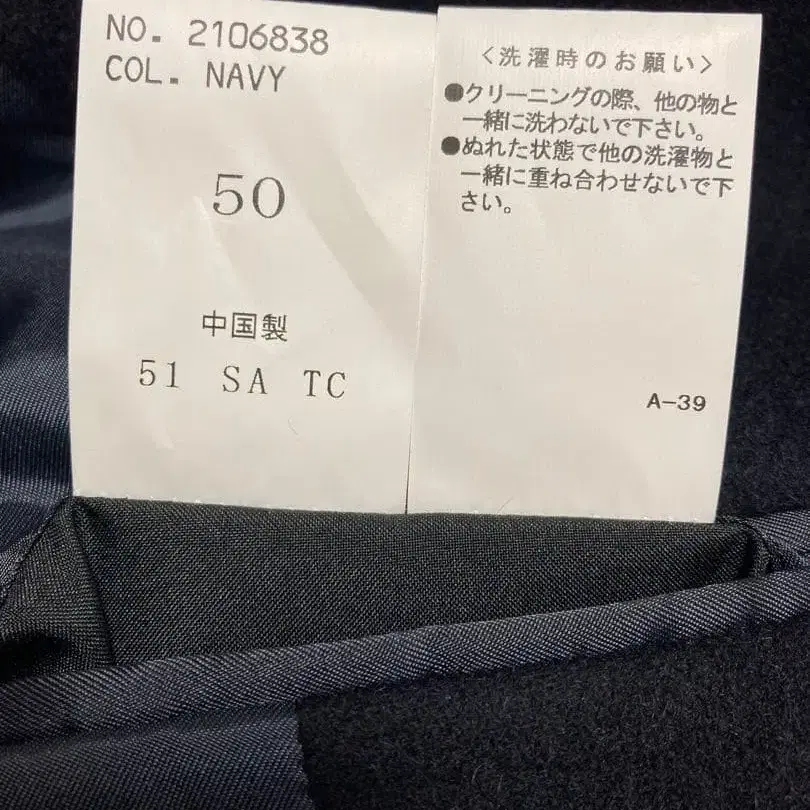 NO. 2106838
COL. NAVY
50
中国製
51 SA TC
<洗濯時のお願い>
●クリーニングの際、他の物と
一緒に洗わないで下さい。
●ぬれた状態で他の洗濯物と
一緒に重ね合わせないで下
さい。
A-39